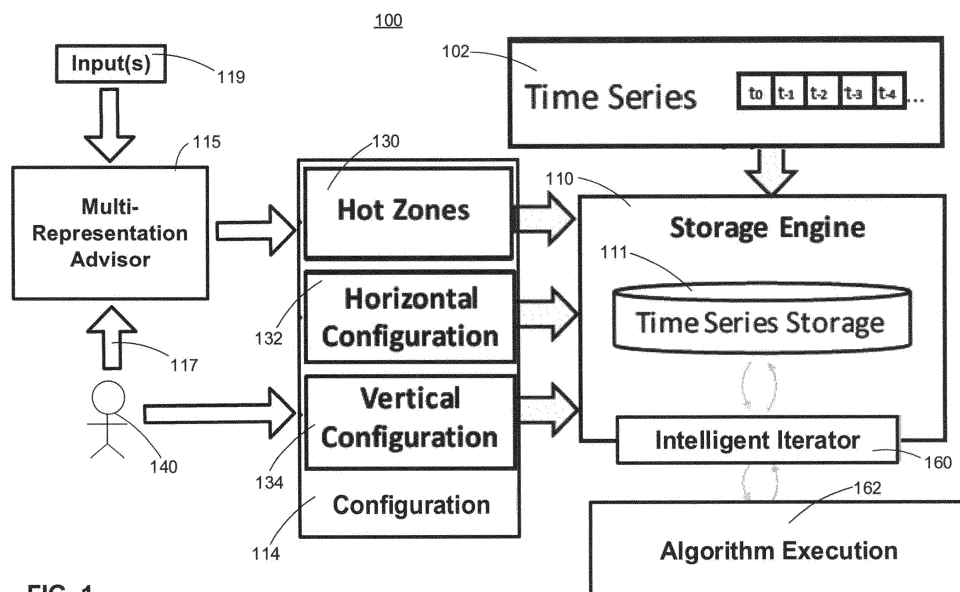 100
Input(s)
119
102
Time Series
t0 t-1 t-2 t-3 t-4 ...
115
Multi-
Representation
Advisor
130
Hot Zones
110
Storage Engine
111
Time Series Storage
132
Horizontal
Configuration
117
134
Vertical
Configuration
140
Intelligent Iterator
160
114
Configuration
162
Algorithm Execution
FIG. 1